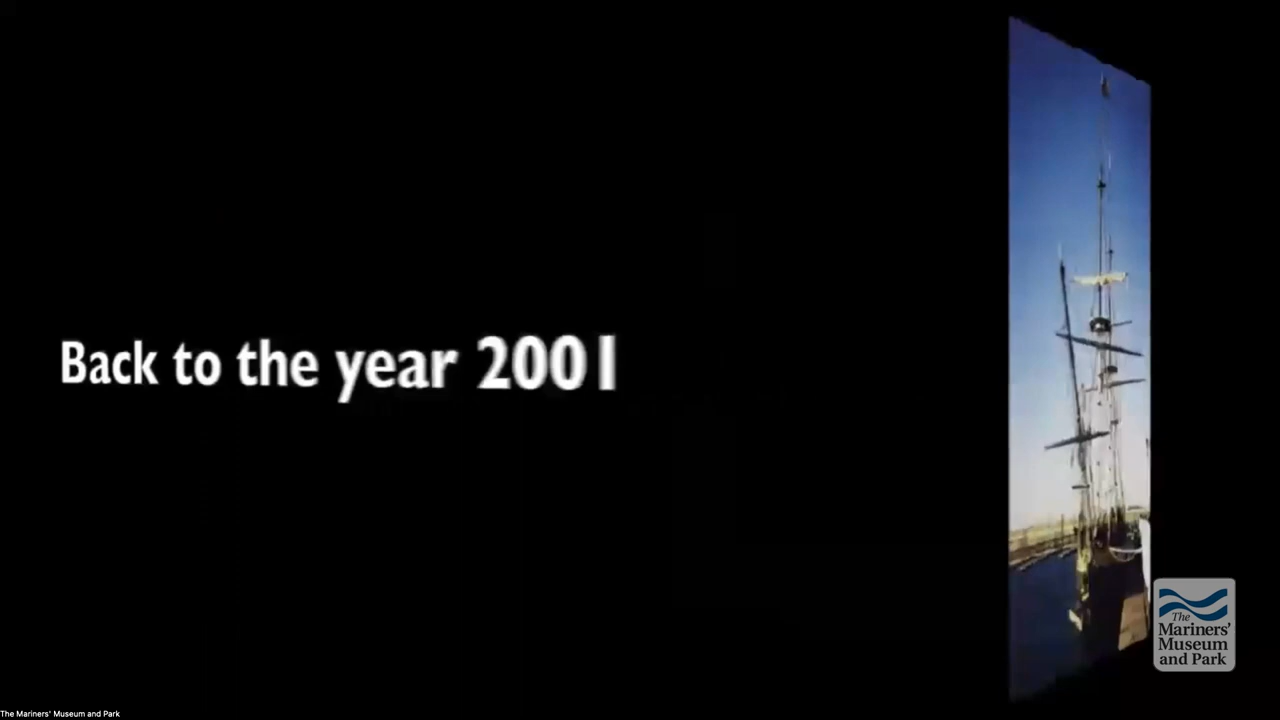 Back to the year 2001
The
Mariners'
Museum
and Park
The Mariners' Museum and Park